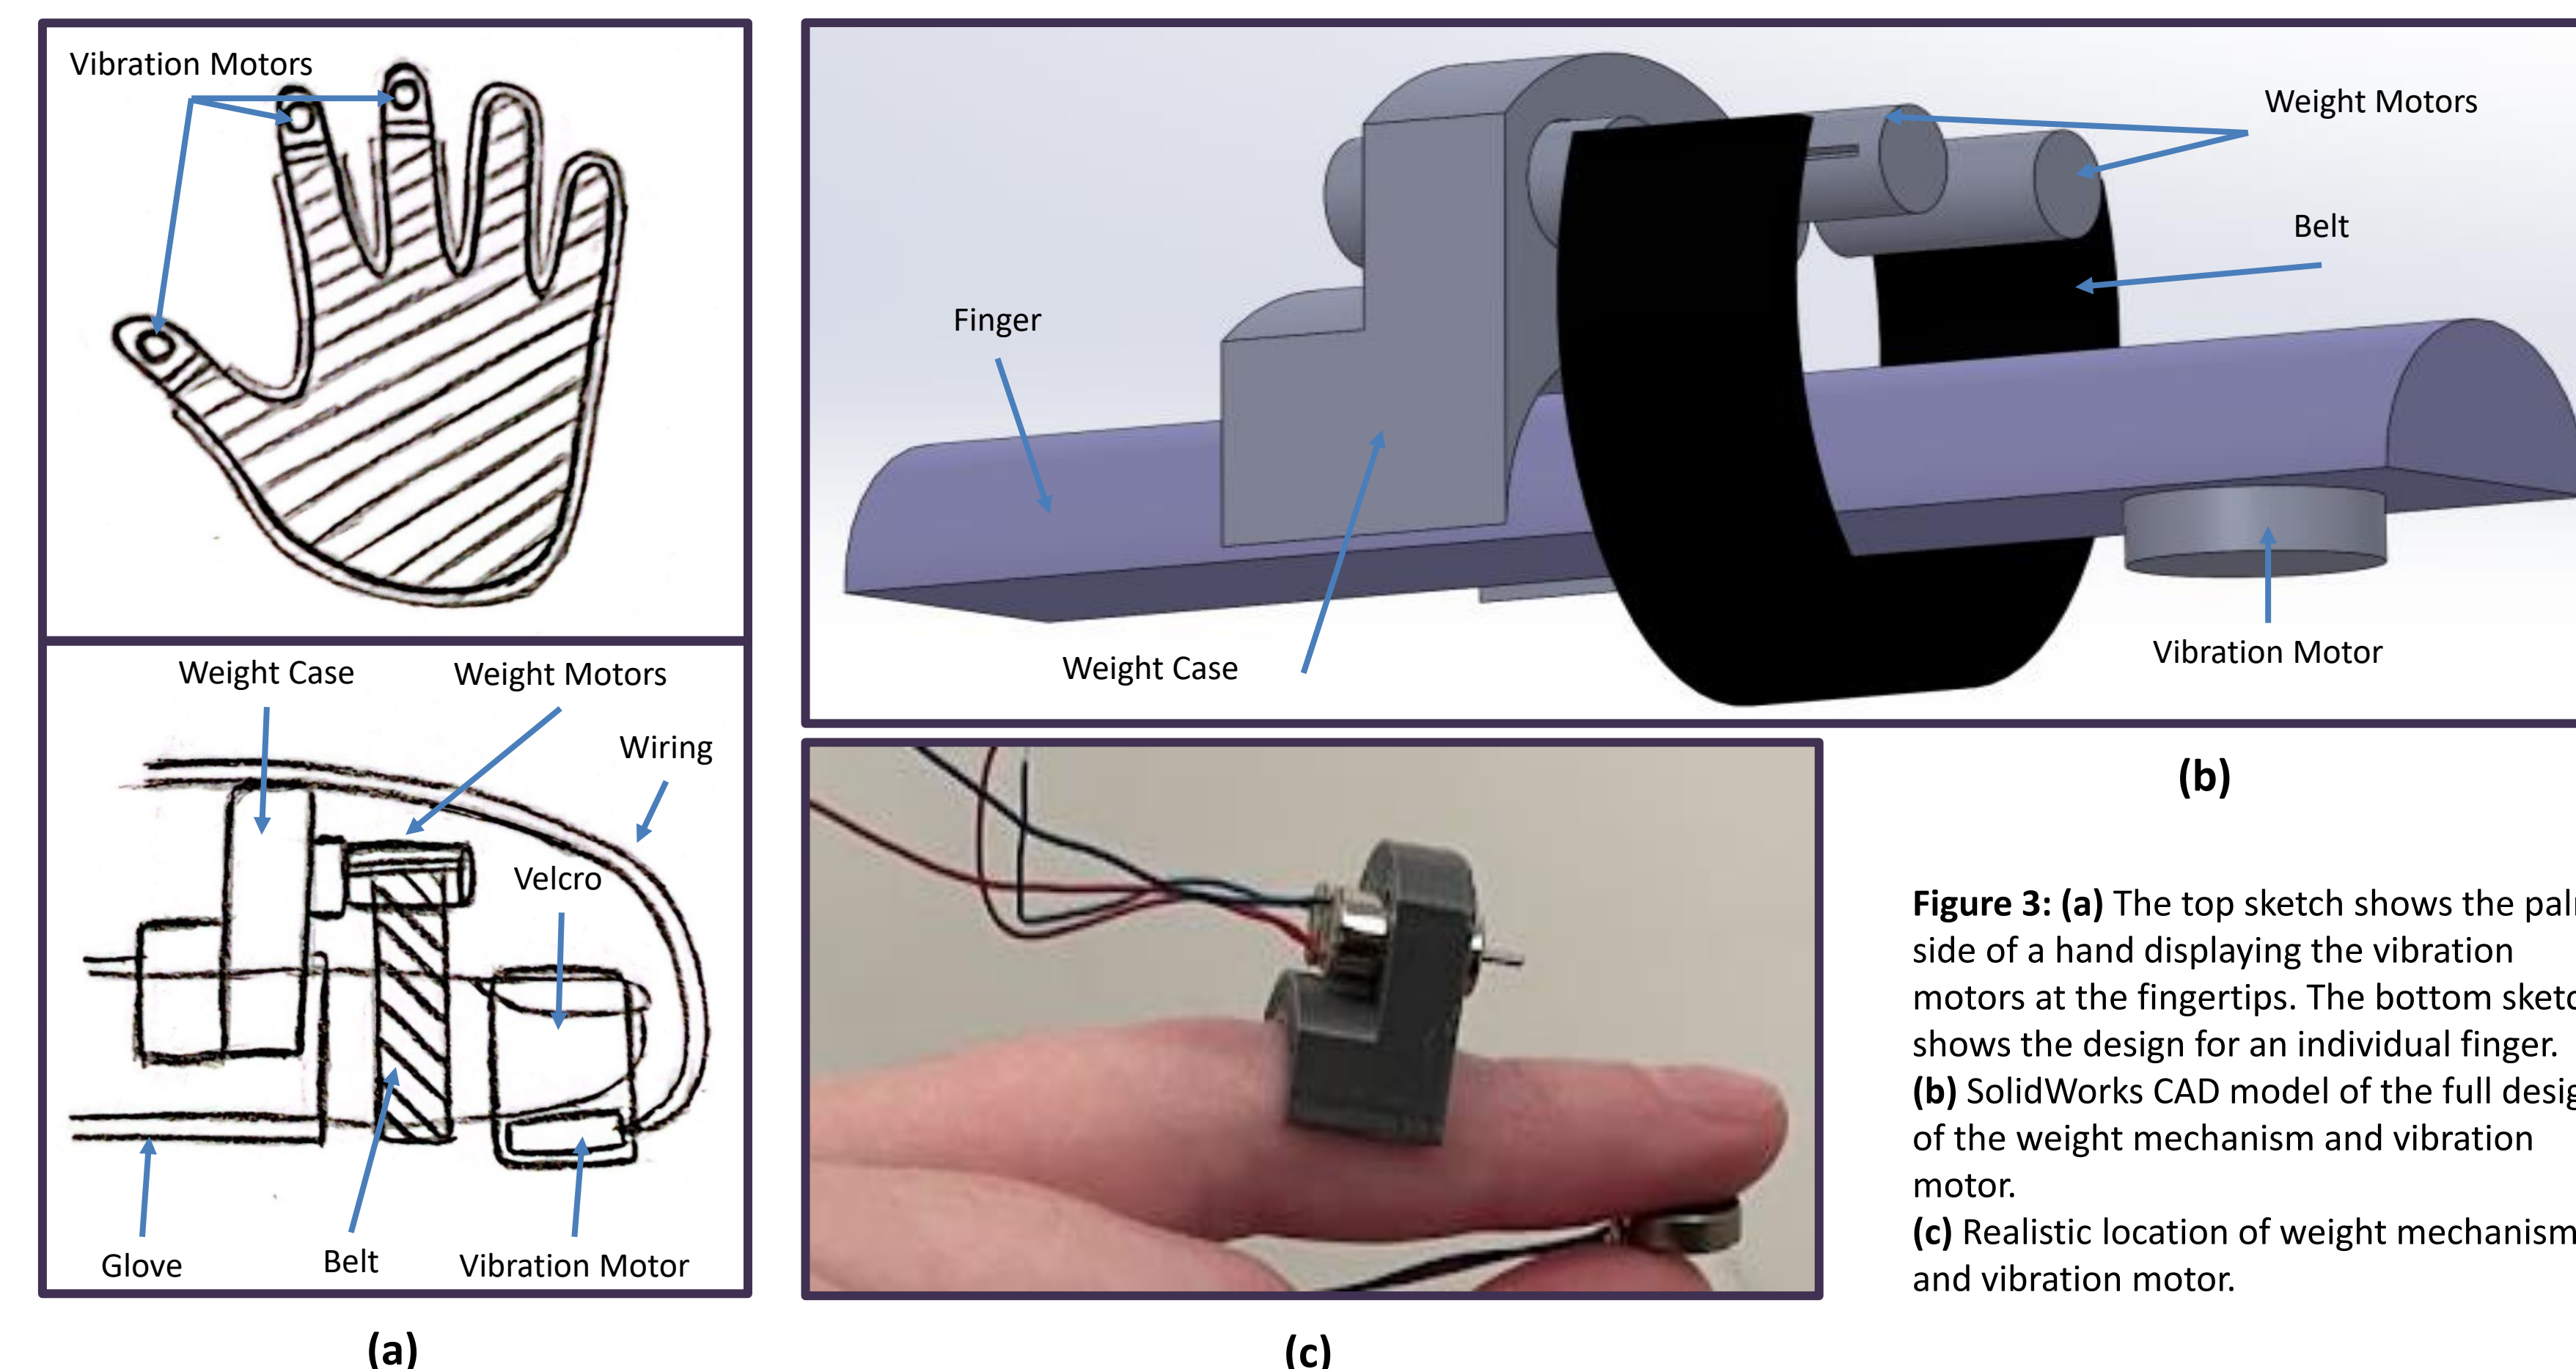 Vibration Motors
Weight Case
Weight Motors
Wiring
Velcro
Glove
Belt
Vibration Motor
(a)
Weight Motors
Belt
Finger
Weight Case
Vibration Motor
(b)
(c)
Figure 3: (a) The top sketch shows the
side of a hand displaying the vibration
motors at the fingertips. The bottom
shows the design for an individual finger.
(b) SolidWorks CAD model of the full
of the weight mechanism and vibration
motor.
(c) Realistic location of weight mechanism
and vibration motor.